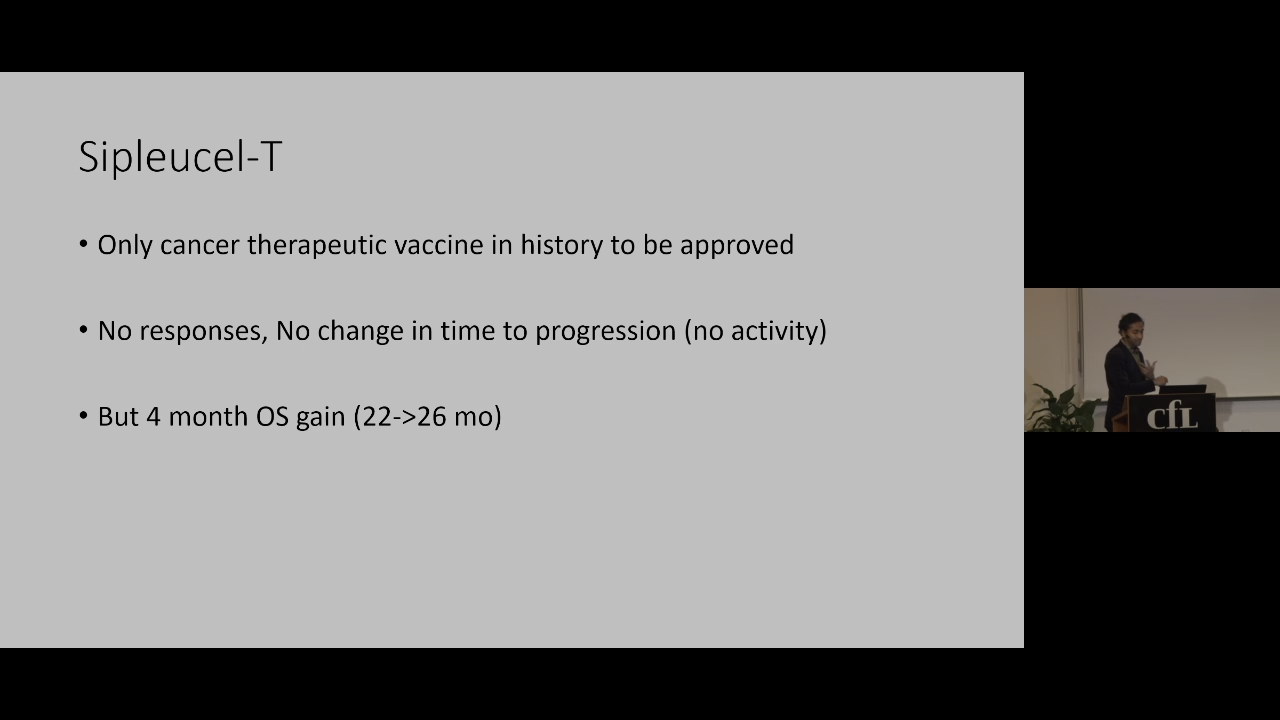 Sipleucel-T
• Only cancer therapeutic vaccine in history to be approved
• No responses, No change in time to progression (no activity)
• But 4 month OS gain (22->26 mo)
cfL